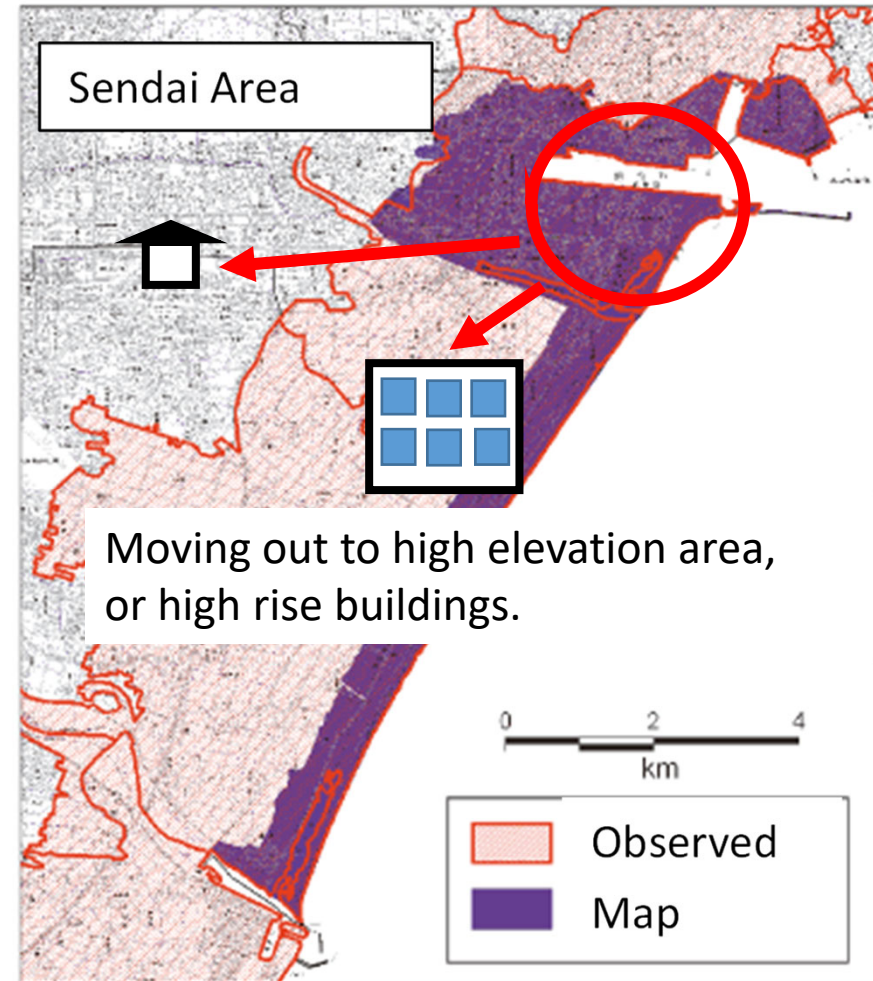 Sendai Area
Moving out to high elevation area,
or high rise buildings.
0 2 4
km
Observed
Map